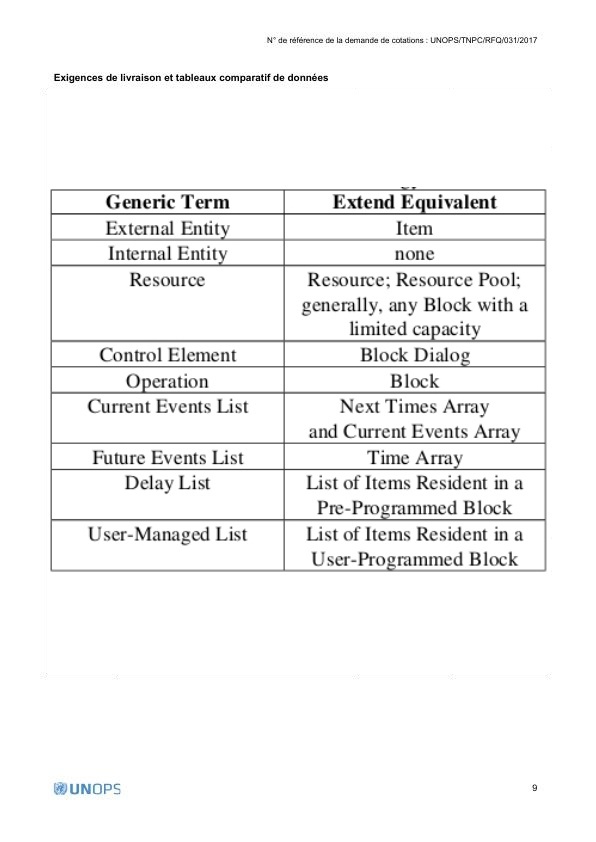 N° de référence de la demande de cotations : UNOPS/TNPC/RFQ/031/2017
Exigences de livraison et tableaux comparatif de données
Generic Term Extend Equivalent
External Entity Item
Internal Entity none
Resource Resource; Resource Pool;
generally, any Block with a
limited capacity
Control Element Block Dialog
Operation Block
Current Events List Next Times Array
and Current Events Array
Future Events List Time Array
Delay List List of Items Resident in a
Pre-Programmed Block
User-Managed List List of Items Resident in a
User-Programmed Block
UNOPS
9